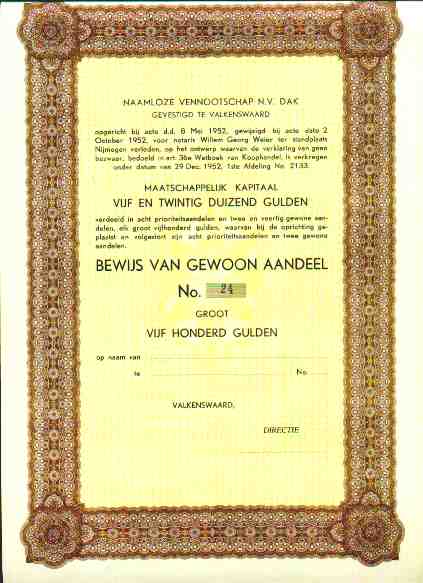 NAAMLOZE VENNOOTSCHAP N.V. DAK
GEVESTIGD TE VALKENSWAARD
opgericht bij acte d.d. 8 Mei 1952, gewijzigd bij acte dato 2
October 1952, voor notaris Willem Georg Weier ter standplaats
Nijmegen verleden, op het ontwerp waarvan de verklaring van geen
bezwaar, bedoeld in art 36e Wetboek van Koophandel, is verkregen
onder datum van 29 Dec. 1952, 1ste Afdeling No. 2133.
MAATSCHAPPELIJK KAPITAAL
VIJF EN TWINTIG DUIZEND GULDEN
verdeeld in acht prioriteitsaandelen en twee en veertig gewone aan-
delen, elk groot vijfhonderd gulden, waarvan bij de oprichting ge-
plaatst en volgestort zijn acht prioriteitsaandelen en twee gewone
aandelen.
BEWIJS VAN GEWOON AANDEEL
No. 24
GROOT
VIJF HONDERD GULDEN
op naam van
te No.
VALKENSWAARD,
DIRECTIE